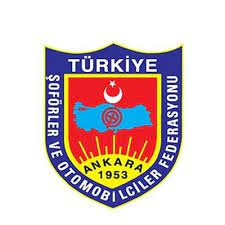 TÜRKİYE
ŞOFÖRLER VE OTOMOBİLCİLER FEDERASYONU
ANKARA
1953